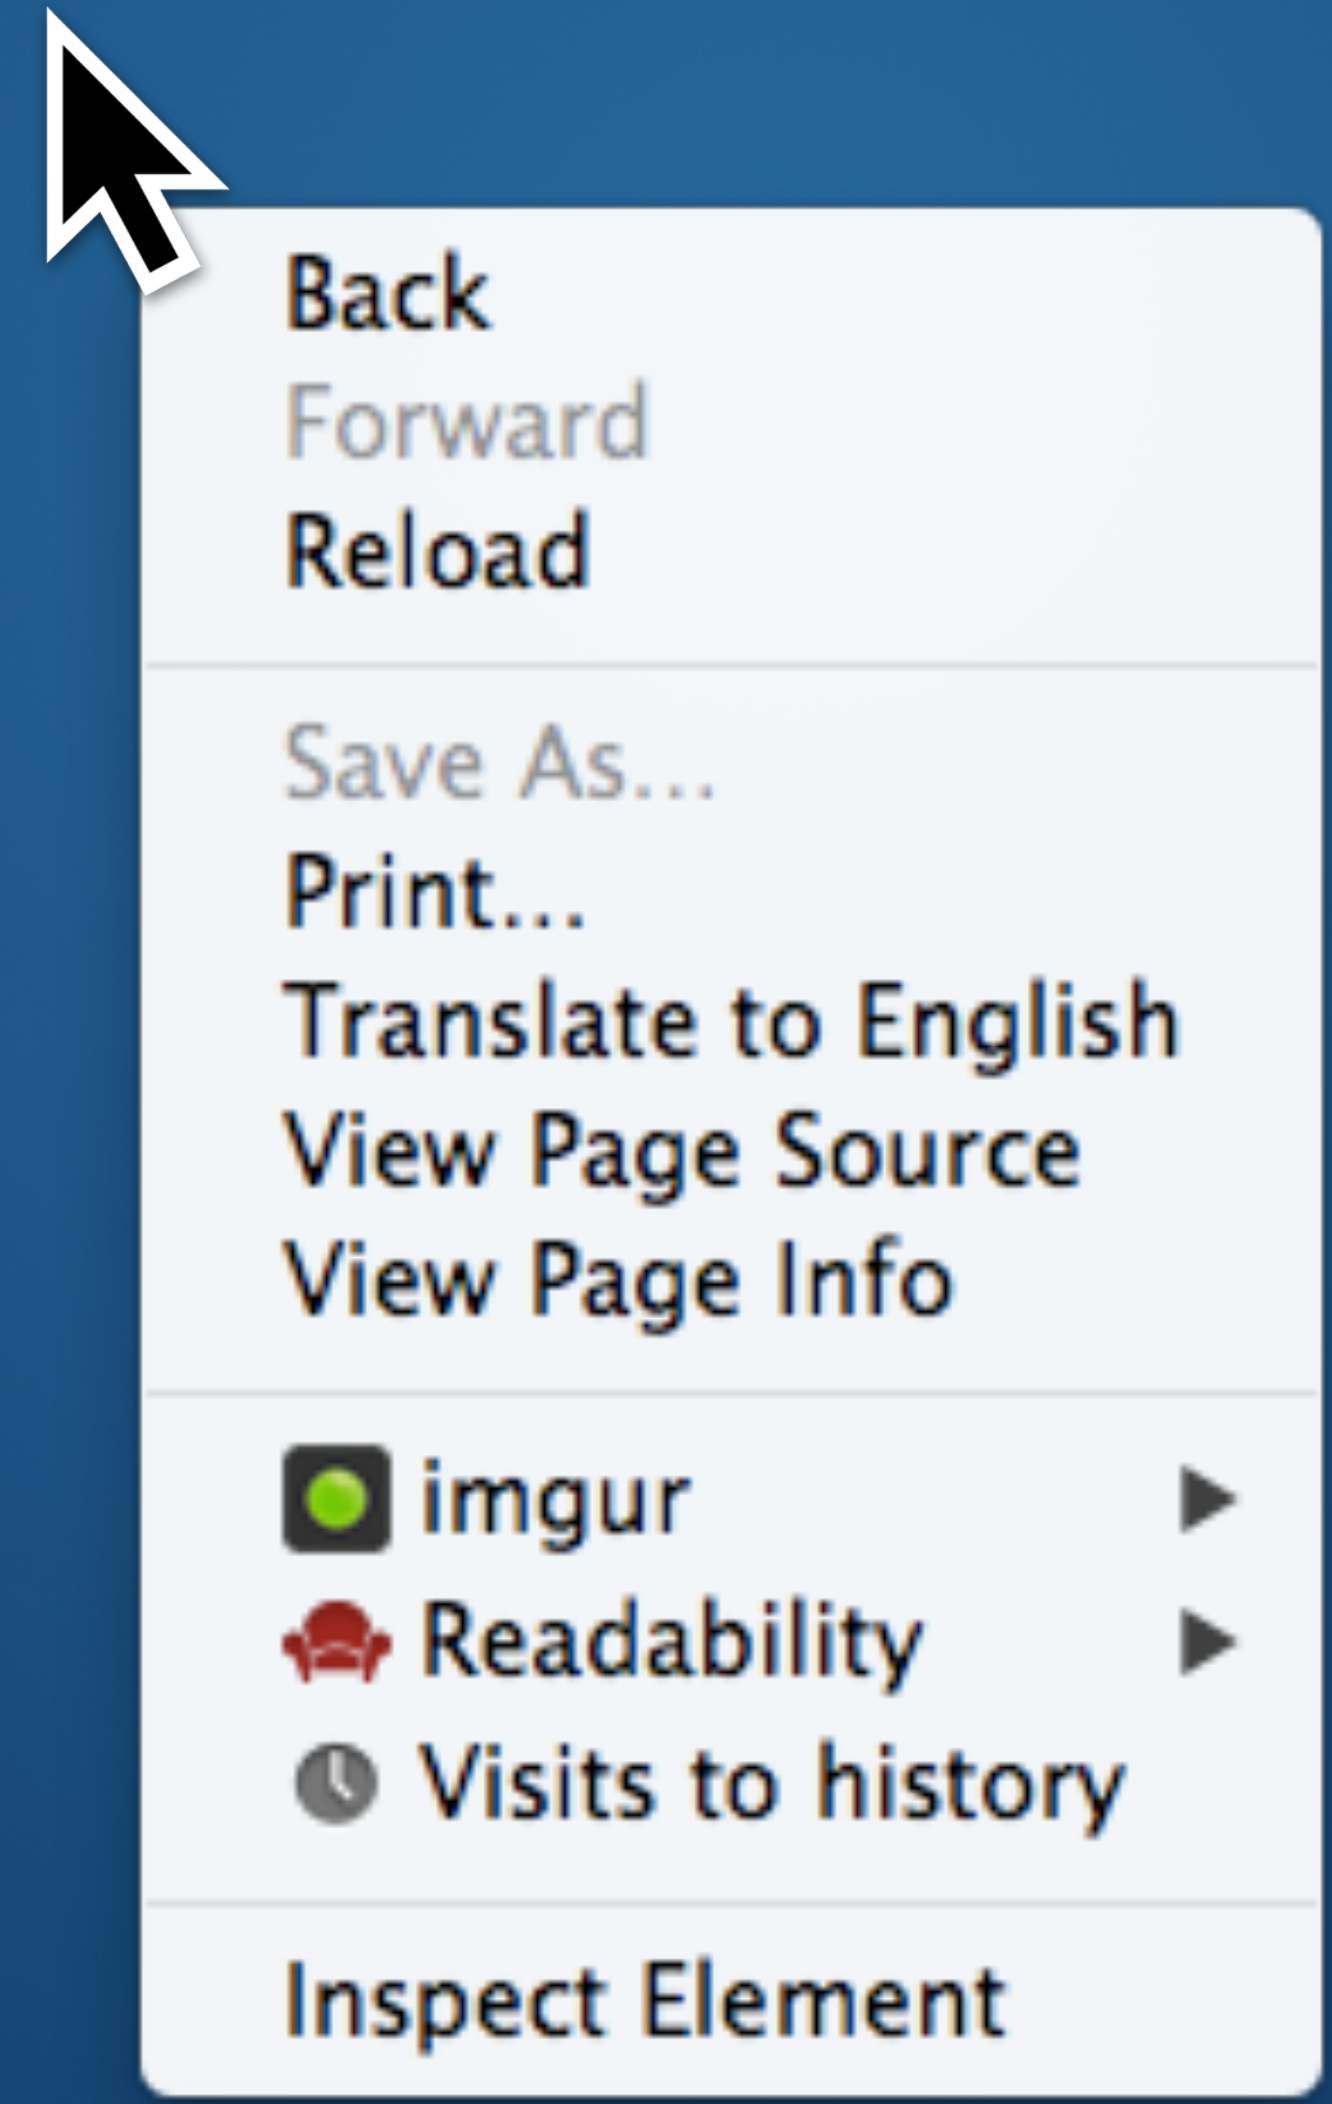 Back
Forward
Reload
Save As...
Print...
Translate to English
View Page Source
View Page Info
imgur
Readability
Visits to history
Inspect Element